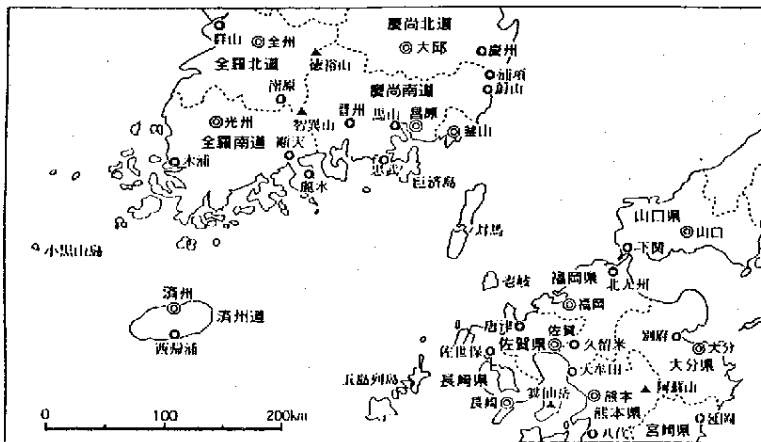 慶尚北道
群山
全州
大邱
慶州
徳裕山
全羅北道
浦項
南原
慶尚南道
蔚山
晋州
馬山
昌原
光州
智異山
釜山
全羅南道
順天
木浦
忠武
麗水
巨済島
対馬
山口県
山口
小黒山島
下関
壱岐
福岡県
北九州
済州
福岡
済州道
唐津
佐賀
別府
西帰浦
佐世保
佐賀県
久留米
大分
大分県
五島列島
長崎県
大牟田
雲仙岳
阿蘇山
長崎
熊本
熊本県
延岡
0
100
200km
八代
宮崎県